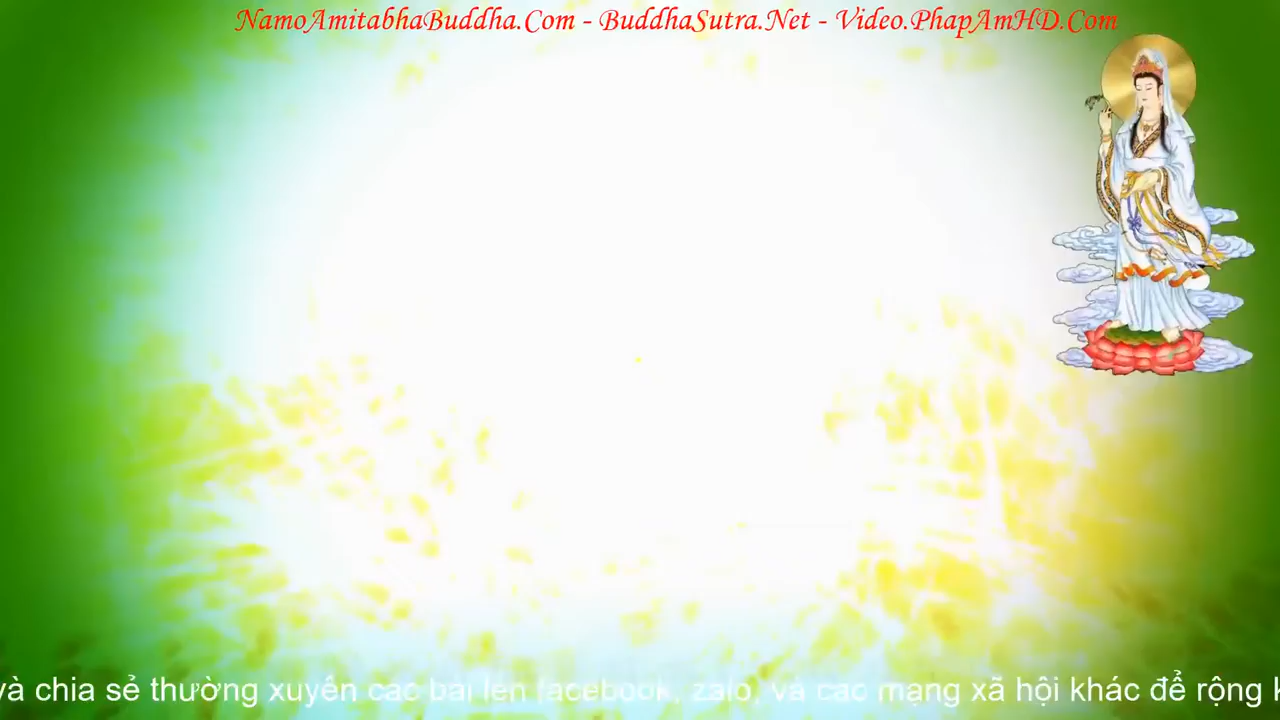 NamoAmitabhaBuddha.Com - BuddhaSutra.Net - Video.PhapAmHD.Com
và chia sẻ thường xuyên các bài lên facebook, zalo, và các mạng xã hội khác để rộng